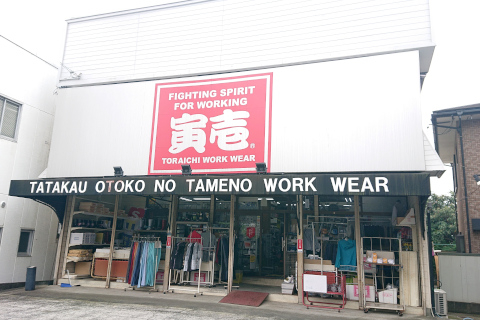 FIGHTING SPIRIT
FOR WORKING
寅壱®
TORAICHI WORK WEAR
TATAKAU OTOKO NO TAMENO WORK WEAR